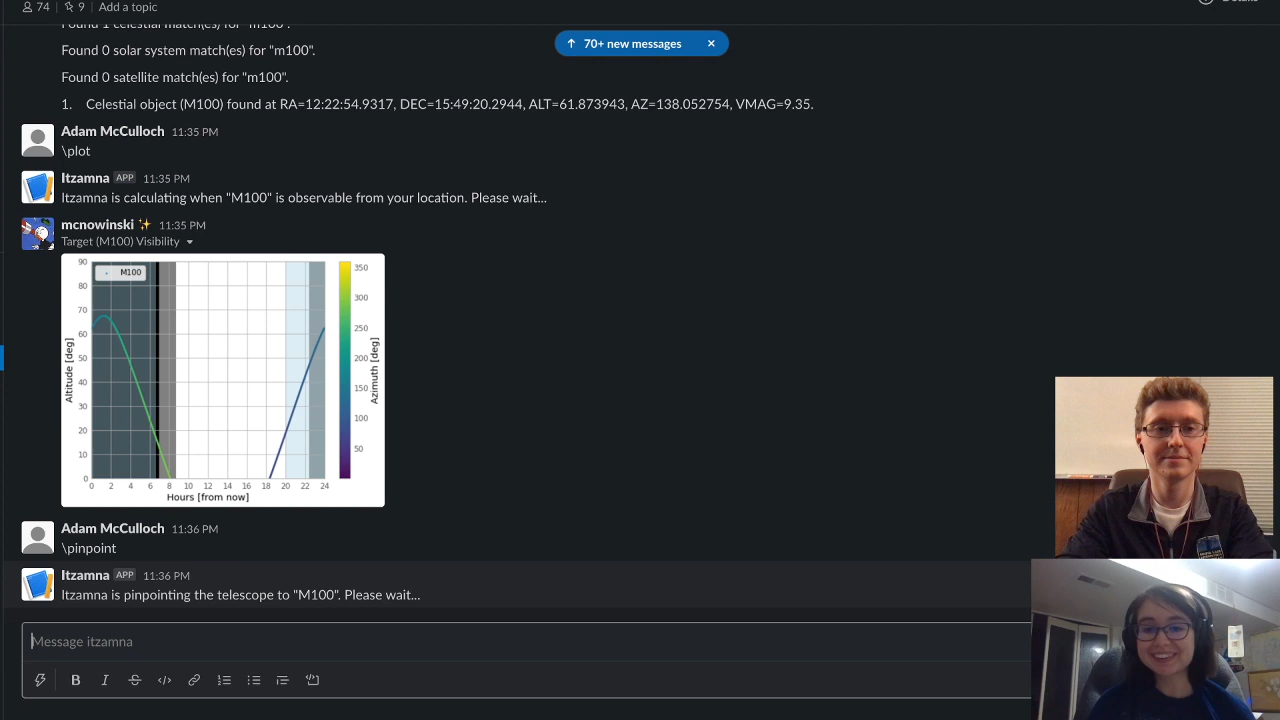 74 | 9 | Add a topic
Found 1 celestial match(es) for "m100".
Found 0 solar system match(es) for "m100".
↑ 70+ new messages ×
Found 0 satellite match(es) for "m100".
1. Celestial object (M100) found at RA=12:22:54.9317, DEC=15:49:20.2944, ALT=61.873943, AZ=138.052754, VMAG=9.35.
Adam McCulloch 11:35 PM
\plot
Itzamna APP 11:35 PM
Itzamna is calculating when "M100" is observable from your location. Please wait...
mcnowinski ✨ 11:35 PM
Target (M100) Visibility
M100
90
80
70
60
50
40
30
20
10
0
Altitude [deg]
0 2 4 6 8 10 12 14 16 18 20 22 24
Hours [from now]
350
300
250
200
150
100
50
Azimuth [deg]
Adam McCulloch 11:36 PM
\pinpoint
Itzamna APP 11:36 PM
Itzamna is pinpointing the telescope to "M100". Please wait...
Message itzamna
B I S